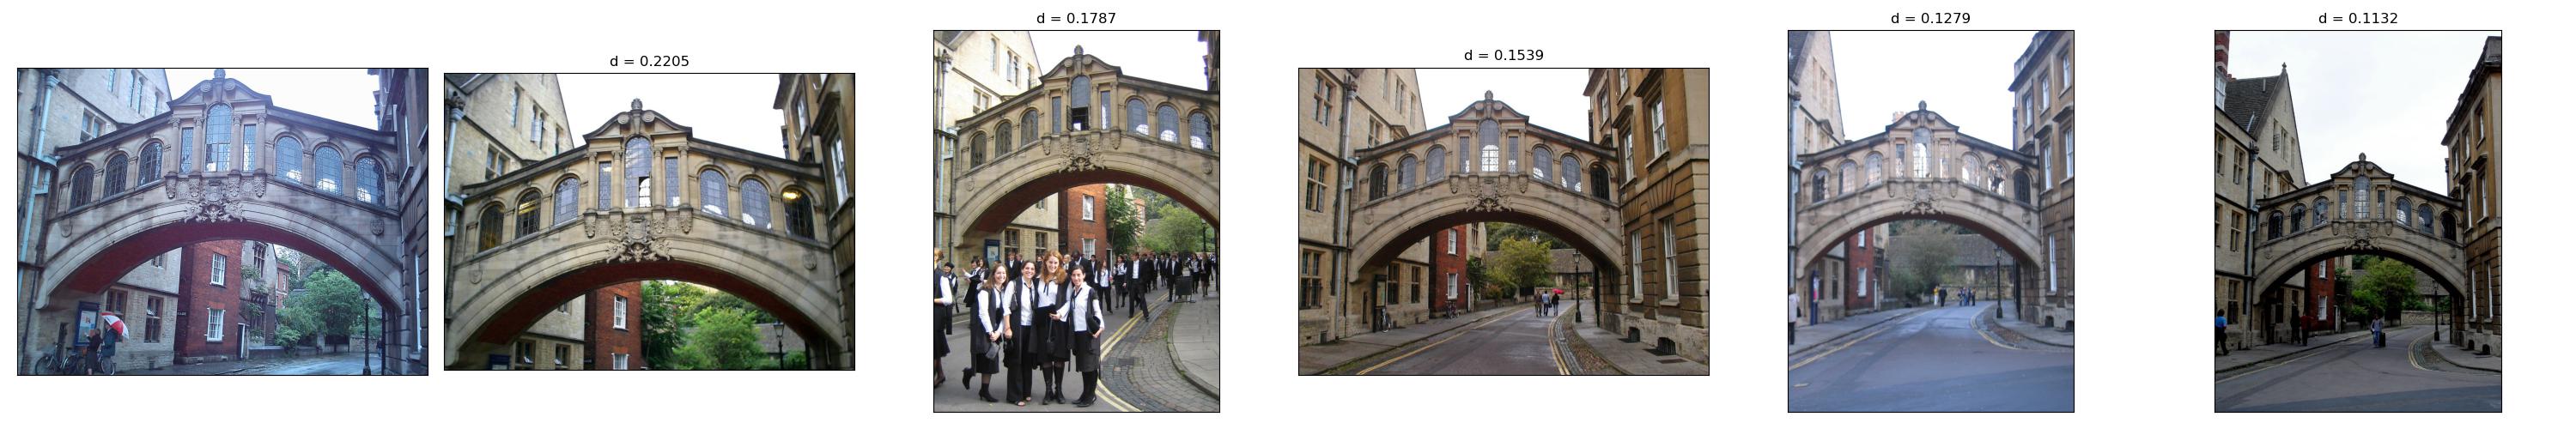 d = 0.2205
d = 0.1787
d = 0.1539
d = 0.1279
d = 0.1132